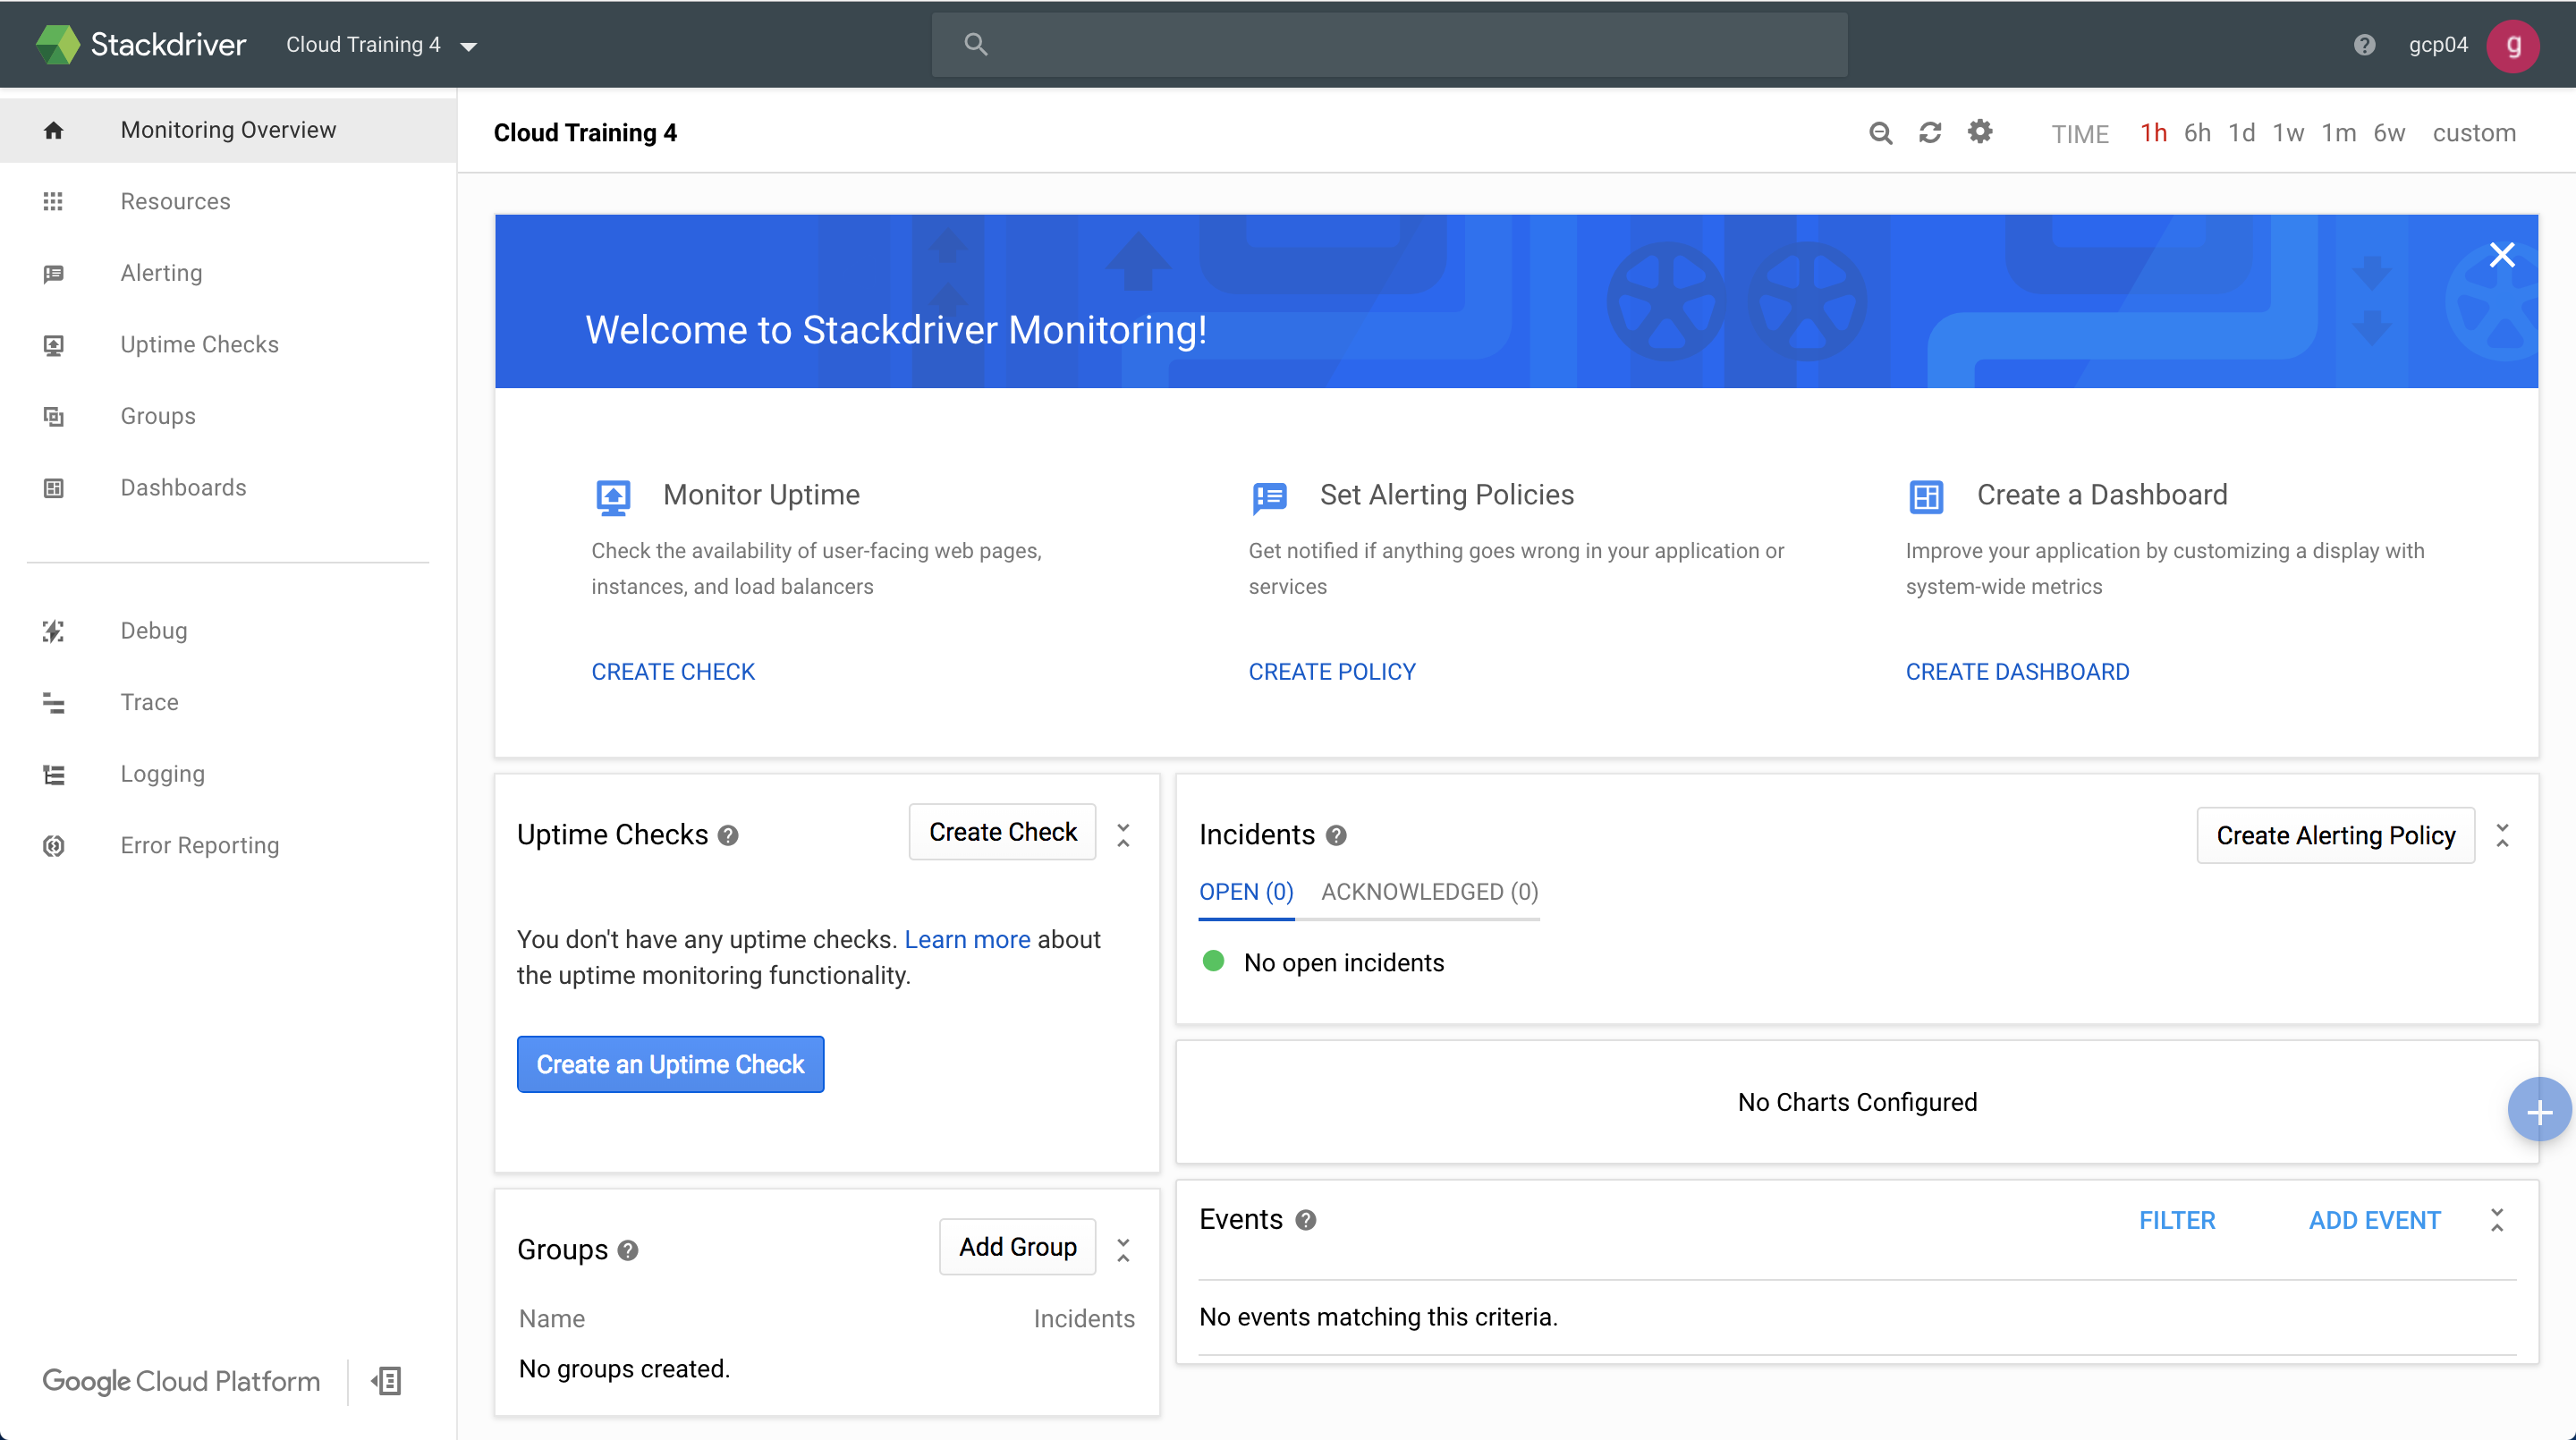 Stackdriver
Cloud Training 4
gcp04
g
Monitoring Overview
Resources
Alerting
Uptime Checks
Groups
Dashboards
Debug
Trace
Logging
Error Reporting
Google Cloud Platform
Cloud Training 4
TIME 1h 6h 1d 1w 1m 6w custom
Welcome to Stackdriver Monitoring!
Monitor Uptime
Check the availability of user-facing web pages,
instances, and load balancers
CREATE CHECK
Set Alerting Policies
Get notified if anything goes wrong in your application or
services
CREATE POLICY
Create a Dashboard
Improve your application by customizing a display with
system-wide metrics
CREATE DASHBOARD
Uptime Checks
Create Check
You don't have any uptime checks. Learn more about
the uptime monitoring functionality.
Create an Uptime Check
Groups
Add Group
Name Incidents
No groups created.
Incidents
Create Alerting Policy
OPEN (0) ACKNOWLEDGED (0)
No open incidents
No Charts Configured
Events
FILTER ADD EVENT
No events matching this criteria.